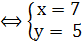 ⇔ { x = 7
y = 5